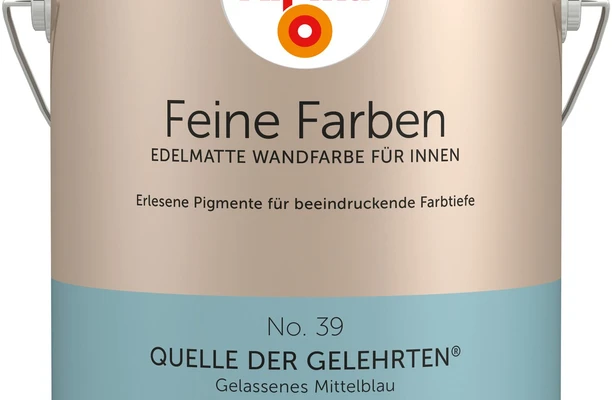 Feine Farben
EDELMATTE WANDFARBE FÜR INNEN
Erlesene Pigmente für beeindruckende Farbtiefe
No. 39
QUELLE DER GELEHRTEN®
Gelassenes Mittelblau